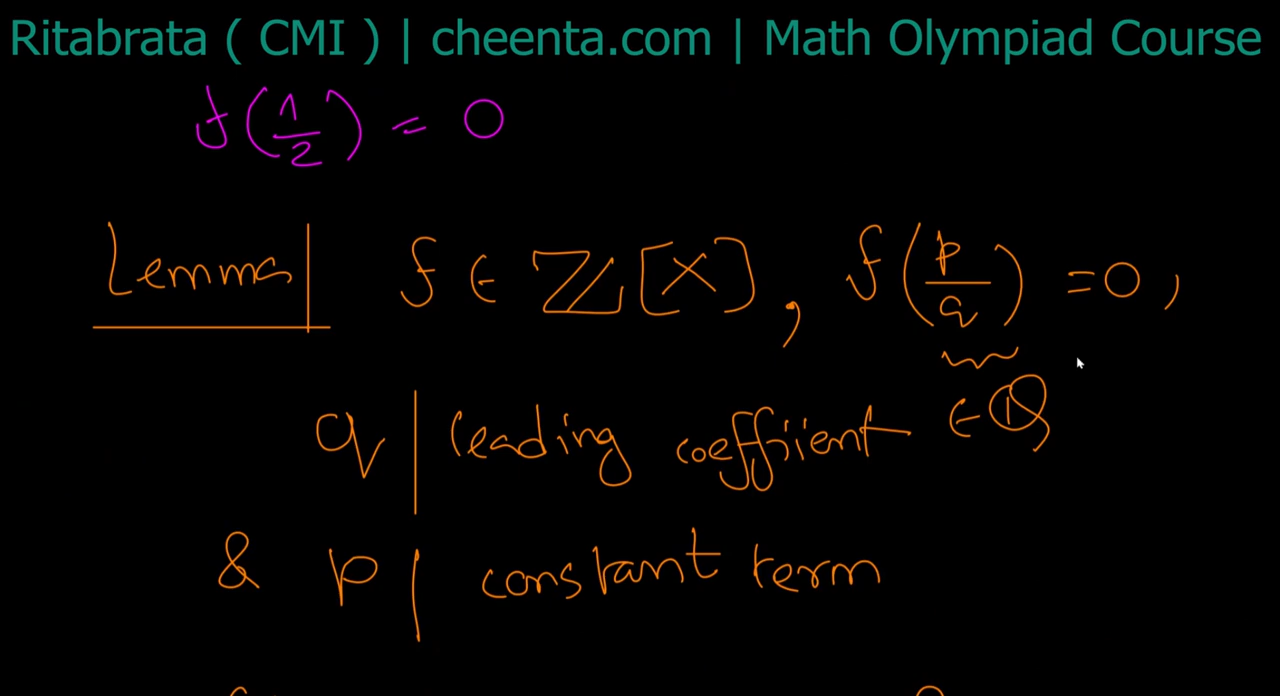 Ritabrata ( CMI ) | cheenta.com | Math Olympiad Course
f(1/2) = 0
Lemma | f ∈ ℤ[X], f(p/q) = 0,
∈ ℚ
q | leading coeffiient
& p | constant term